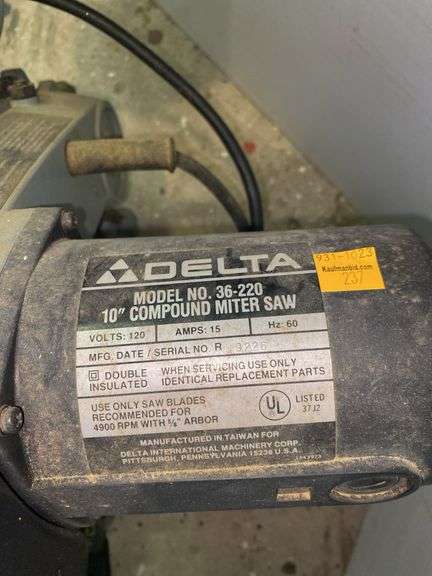 931-1023
Kaufmanbid.com
237
DELTA
MODEL NO. 36-220
10" COMPOUND MITER SAW
VOLTS: 120 AMPS: 15 Hz: 60
MFG. DATE / SERIAL NO. R 9226
DOUBLE INSULATED
WHEN SERVICING USE ONLY
IDENTICAL REPLACEMENT PARTS
USE ONLY SAW BLADES
RECOMMENDED FOR
4900 RPM WITH ⅝" ARBOR
UL
LISTED
37J2
MANUFACTURED IN TAIWAN FOR
DELTA INTERNATIONAL MACHINERY CORP.
PITTSBURGH, PENNSYLVANIA 15238 U.S.A.